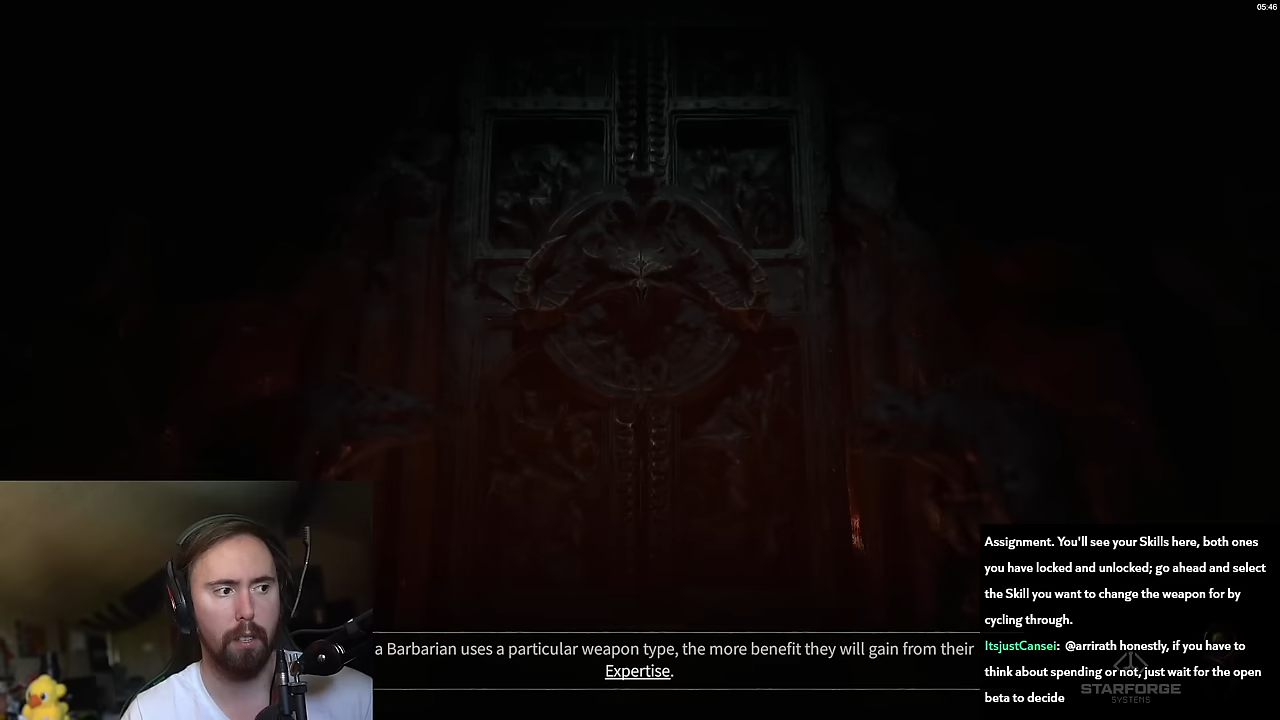 05:46
a Barbarian uses a particular weapon type, the more benefit they will gain from their
Expertise.
Assignment. You'll see your Skills here, both ones
you have locked and unlocked; go ahead and select
the Skill you want to change the weapon for by
cycling through.
ItsjustCansei: @arrirath honestly, if you have to
think about spending or not, just wait for the open
beta to decide
STARFORGE
SYSTEMS